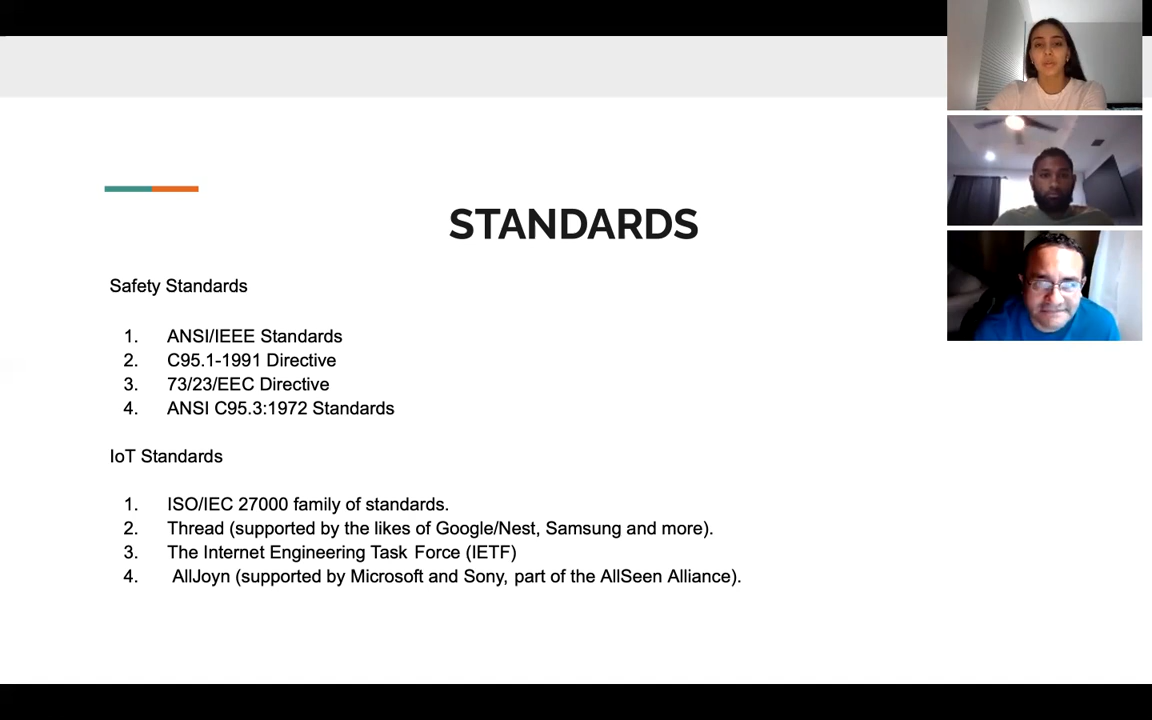 STANDARDS
Safety Standards
1. ANSI/IEEE Standards
2. C95.1-1991 Directive
3. 73/23/EEC Directive
4. ANSI C95.3:1972 Standards
IoT Standards
1. ISO/IEC 27000 family of standards.
2. Thread (supported by the likes of Google/Nest, Samsung and more).
3. The Internet Engineering Task Force (IETF)
4. AllJoyn (supported by Microsoft and Sony, part of the AllSeen Alliance).